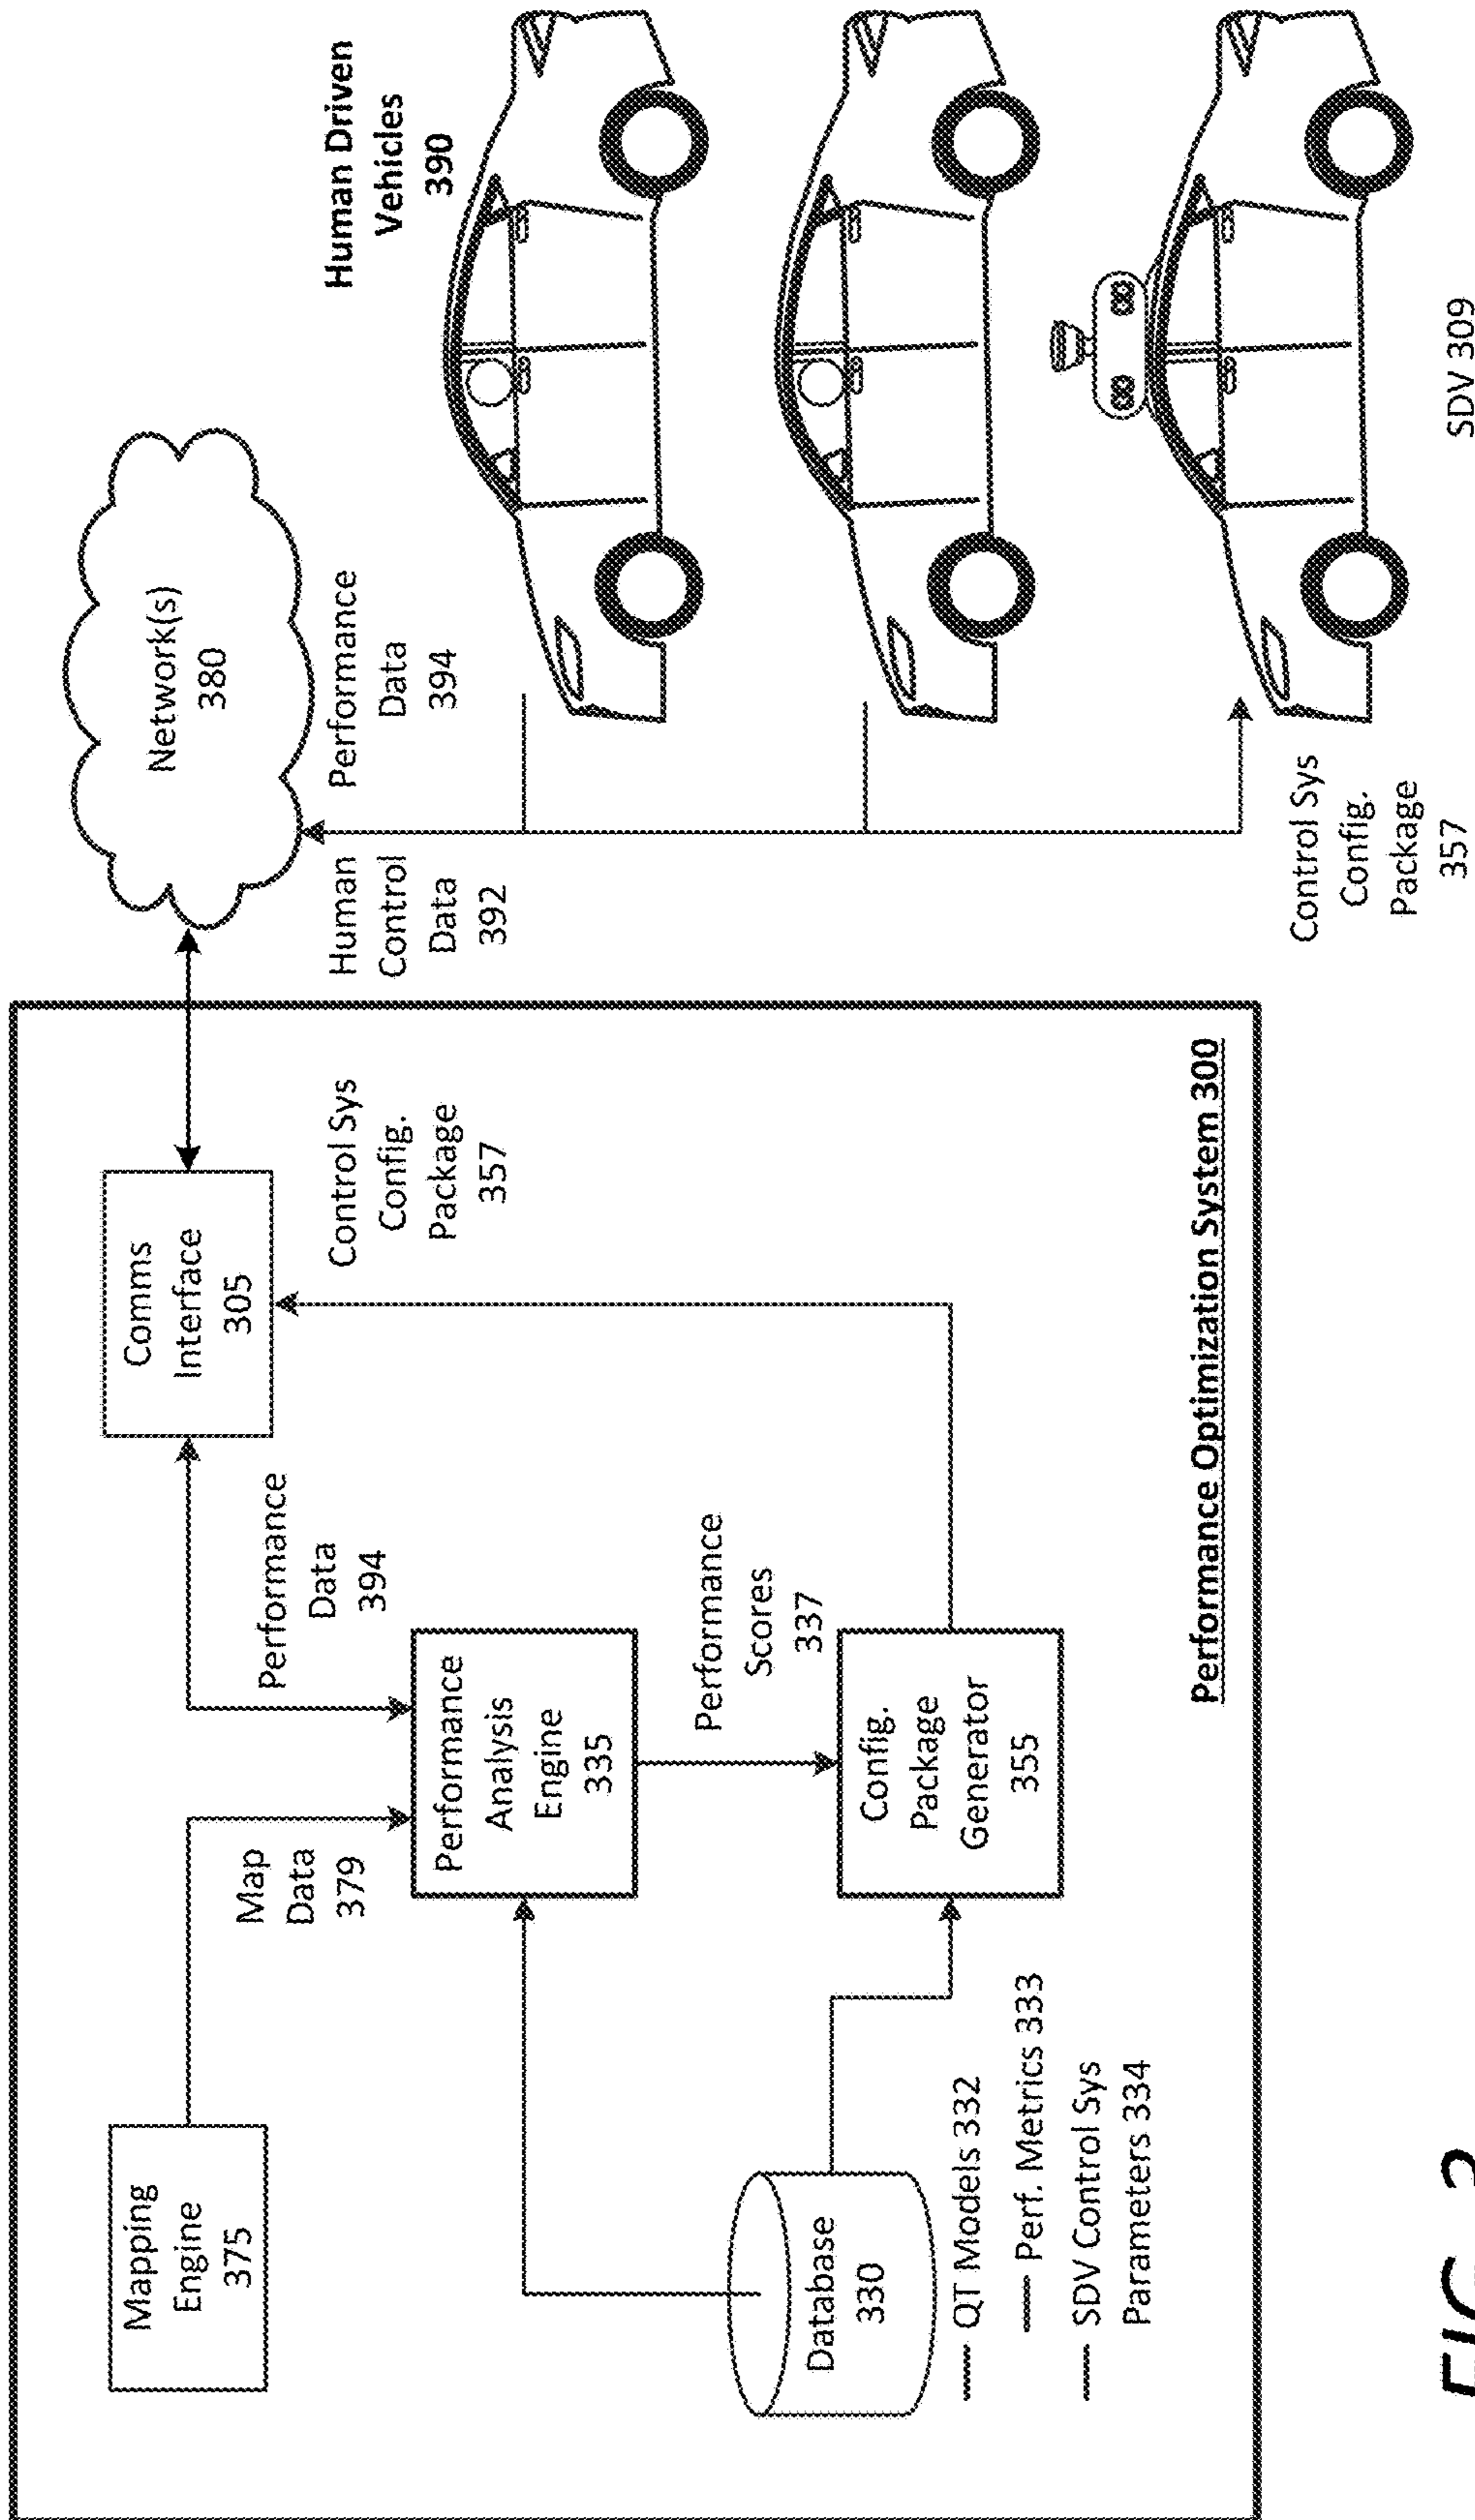 Mapping
Engine
375
Map
Data
379
Performance
Data
394
Comms
Interface
305
Network(s)
380
Human
Control
Data
392
Performance
Data
394
Human Driven
Vehicles
390
Performance
Analysis
Engine
335
Control Sys
Config.
Package
357
Performance
Scores
337
Database
330
— QT Models 332
— Perf. Metrics 333
— SDV Control Sys
Parameters 334
Config.
Package
Generator
355
Performance Optimization System 300
Control Sys
Config.
Package
357
SDV 309
FIG. 3